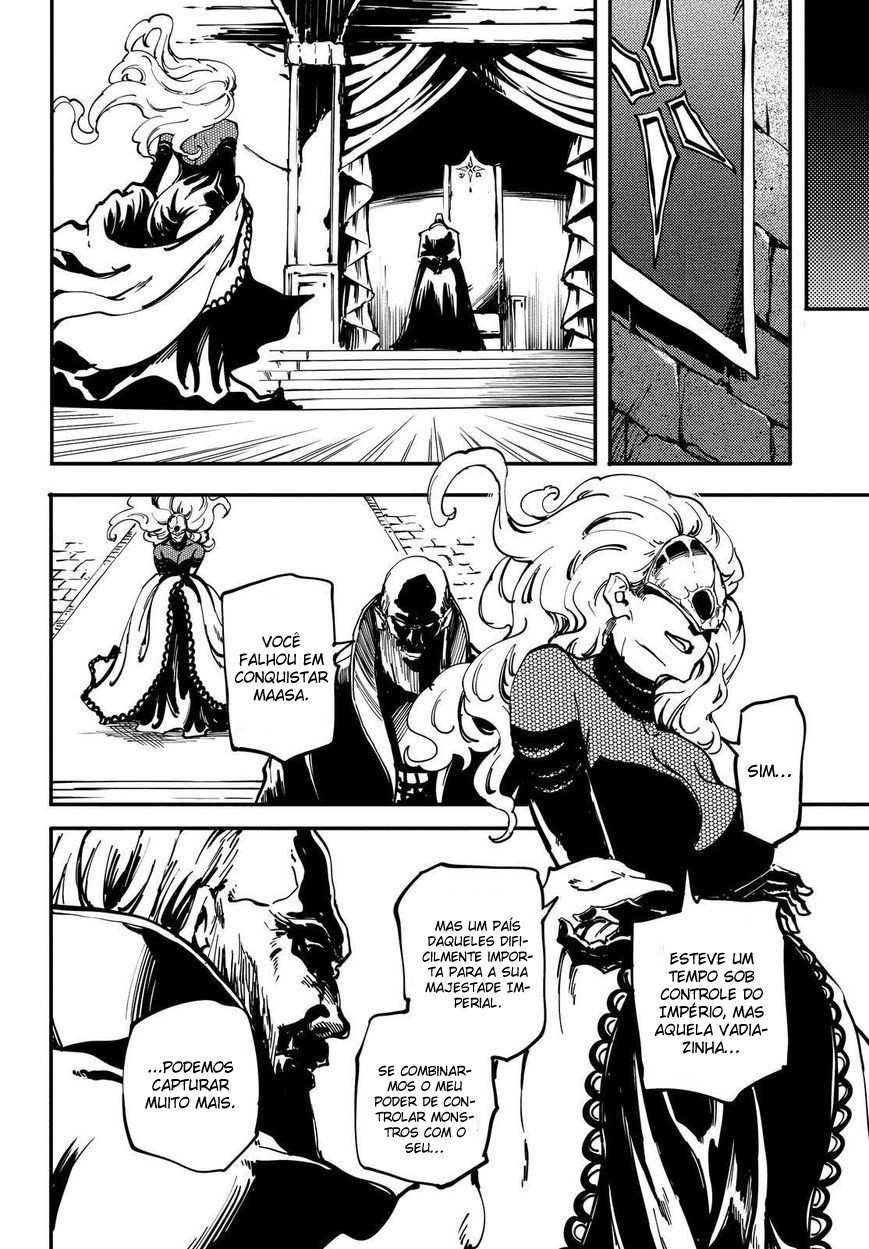 VOCÊ
FALHOU EM
CONQUISTAR
MAASA.
SIM...
ESTEVE UM
TEMPO SOB
CONTROLE DO
IMPÉRIO, MAS
AQUELA VADIA-
ZINHA...
MAS UM PAÍS
DAQUELES DIFI-
CILMENTE IMPOR-
TA PARA A SUA
MAJESTADE IM-
PERIAL.
SE COMBINAR-
MOS O MEU
PODER DE CON-
TROLAR MONS-
TROS COM O
SEU...
...PODEMOS
CAPTURAR
MUITO MAIS.